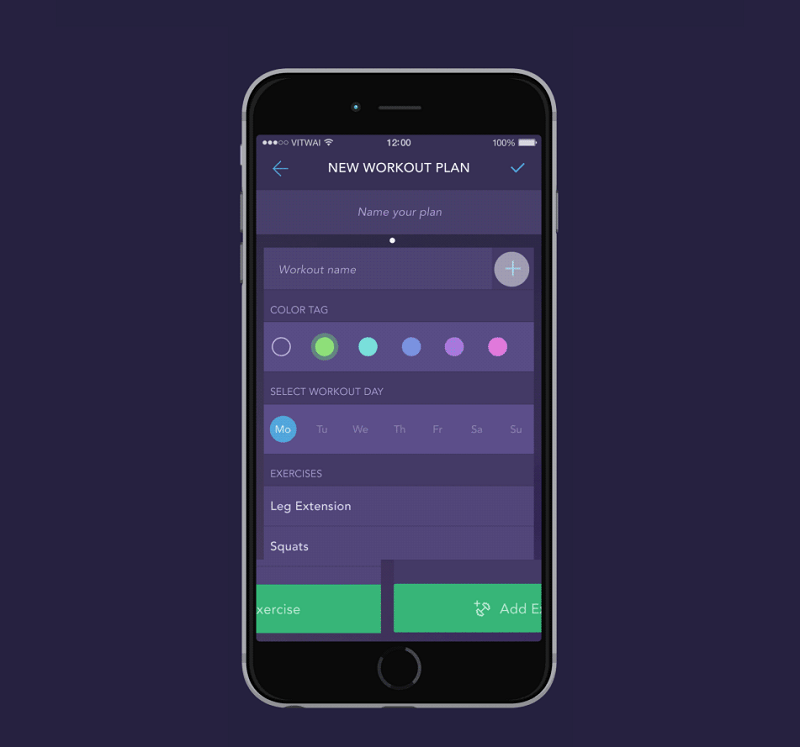 VITWAI 12:00 100%
NEW WORKOUT PLAN
Name your plan
Workout name
COLOR TAG
SELECT WORKOUT DAY
Mo Tu We Th Fr Sa Su
EXERCISES
Leg Extension
Squats
xercise Add E